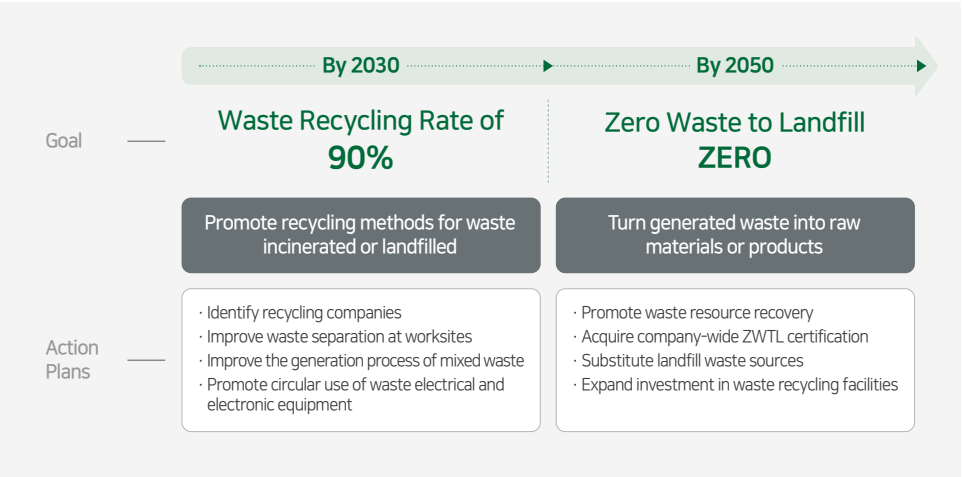 By 2030
By 2050
Goal
Waste Recycling Rate of
90%
Zero Waste to Landfill
ZERO
Promote recycling methods for waste
incinerated or landfilled
Turn generated waste into raw
materials or products
Action
Plans
· Identify recycling companies
· Improve waste separation at worksites
· Improve the generation process of mixed waste
· Promote circular use of waste electrical and
electronic equipment
· Promote waste resource recovery
· Acquire company-wide ZWTL certification
· Substitute landfill waste sources
· Expand investment in waste recycling facilities